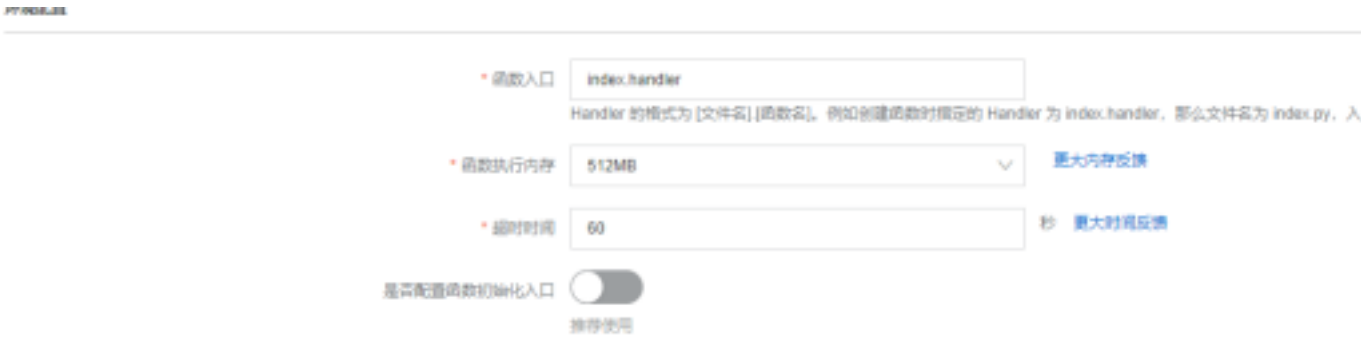 环境配置
* 函数入口 index.handler
Handler 的格式为 [文件名].[函数名]。例如创建函数时指定的 Handler 为 index.handler，那么文件名为 index.py，入
* 函数执行内存 512MB 更大内存反馈
* 超时时间 60 秒 更大时间反馈
是否配置函数初始化入口
推荐使用